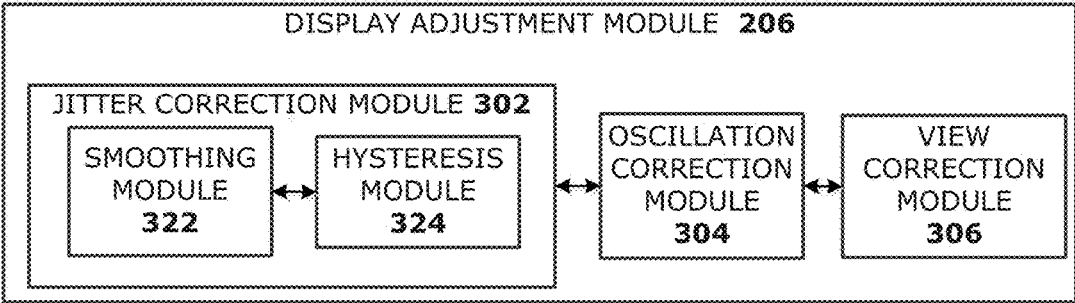 DISPLAY ADJUSTMENT MODULE 206
JITTER CORRECTION MODULE 302
SMOOTHING
MODULE
322
HYSTERESIS
MODULE
324
OSCILLATION
CORRECTION
MODULE
304
VIEW
CORRECTION
MODULE
306